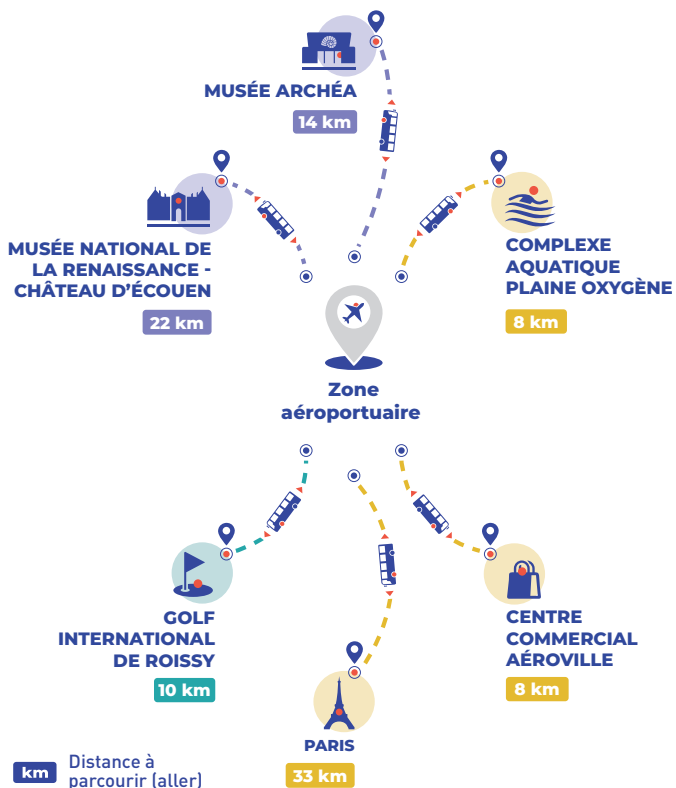 MUSÉE ARCHÉA
14 km
MUSÉE NATIONAL DE
LA RENAISSANCE -
CHÂTEAU D'ÉCOUEN
22 km
COMPLEXE
AQUATIQUE
PLAINE OXYGÈNE
8 km
Zone
aéroportuaire
GOLF
INTERNATIONAL
DE ROISSY
10 km
CENTRE
COMMERCIAL
AÉROVILLE
8 km
PARIS
33 km
km Distance à
parcourir (aller)